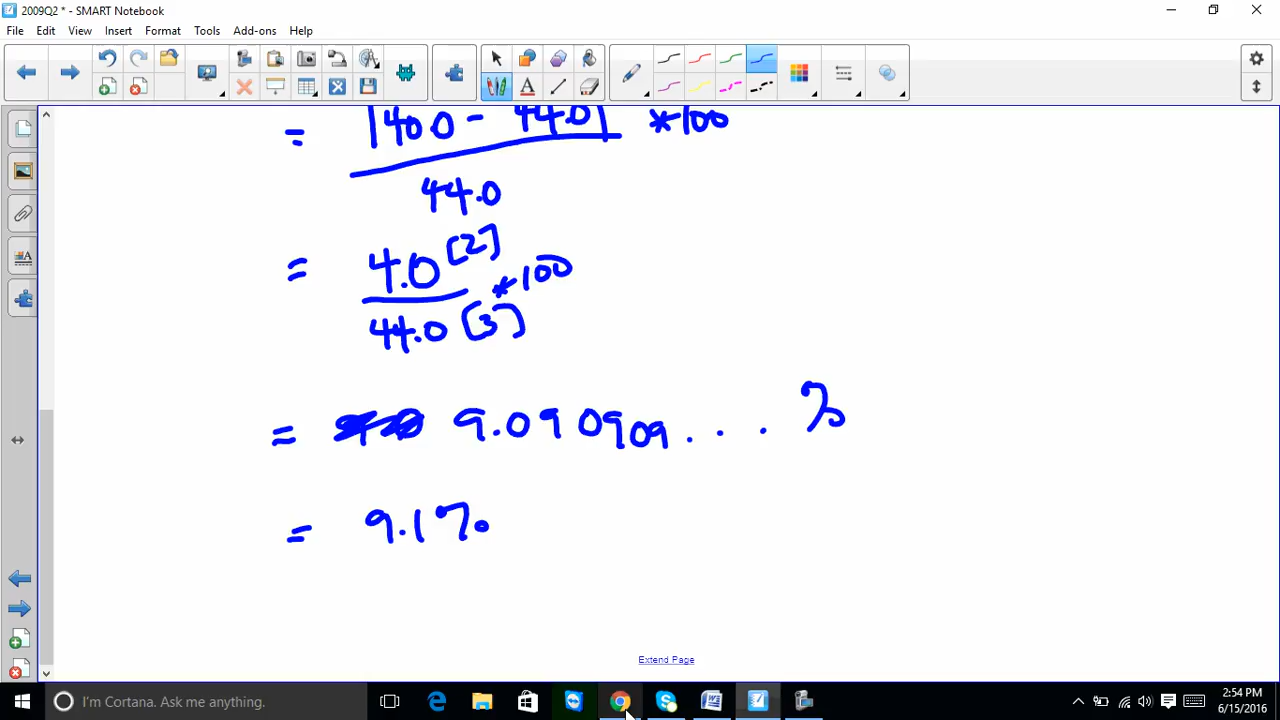 2009Q2 * - SMART Notebook
File Edit View Insert Format Tools Add-ons Help
= |40.0 - 44.0| *100
44.0
= 4.0 [2] *100
44.0 [3]
= 9.090909... %
= 9.1%
Extend Page
I'm Cortana. Ask me anything.
2:54 PM
6/15/2016